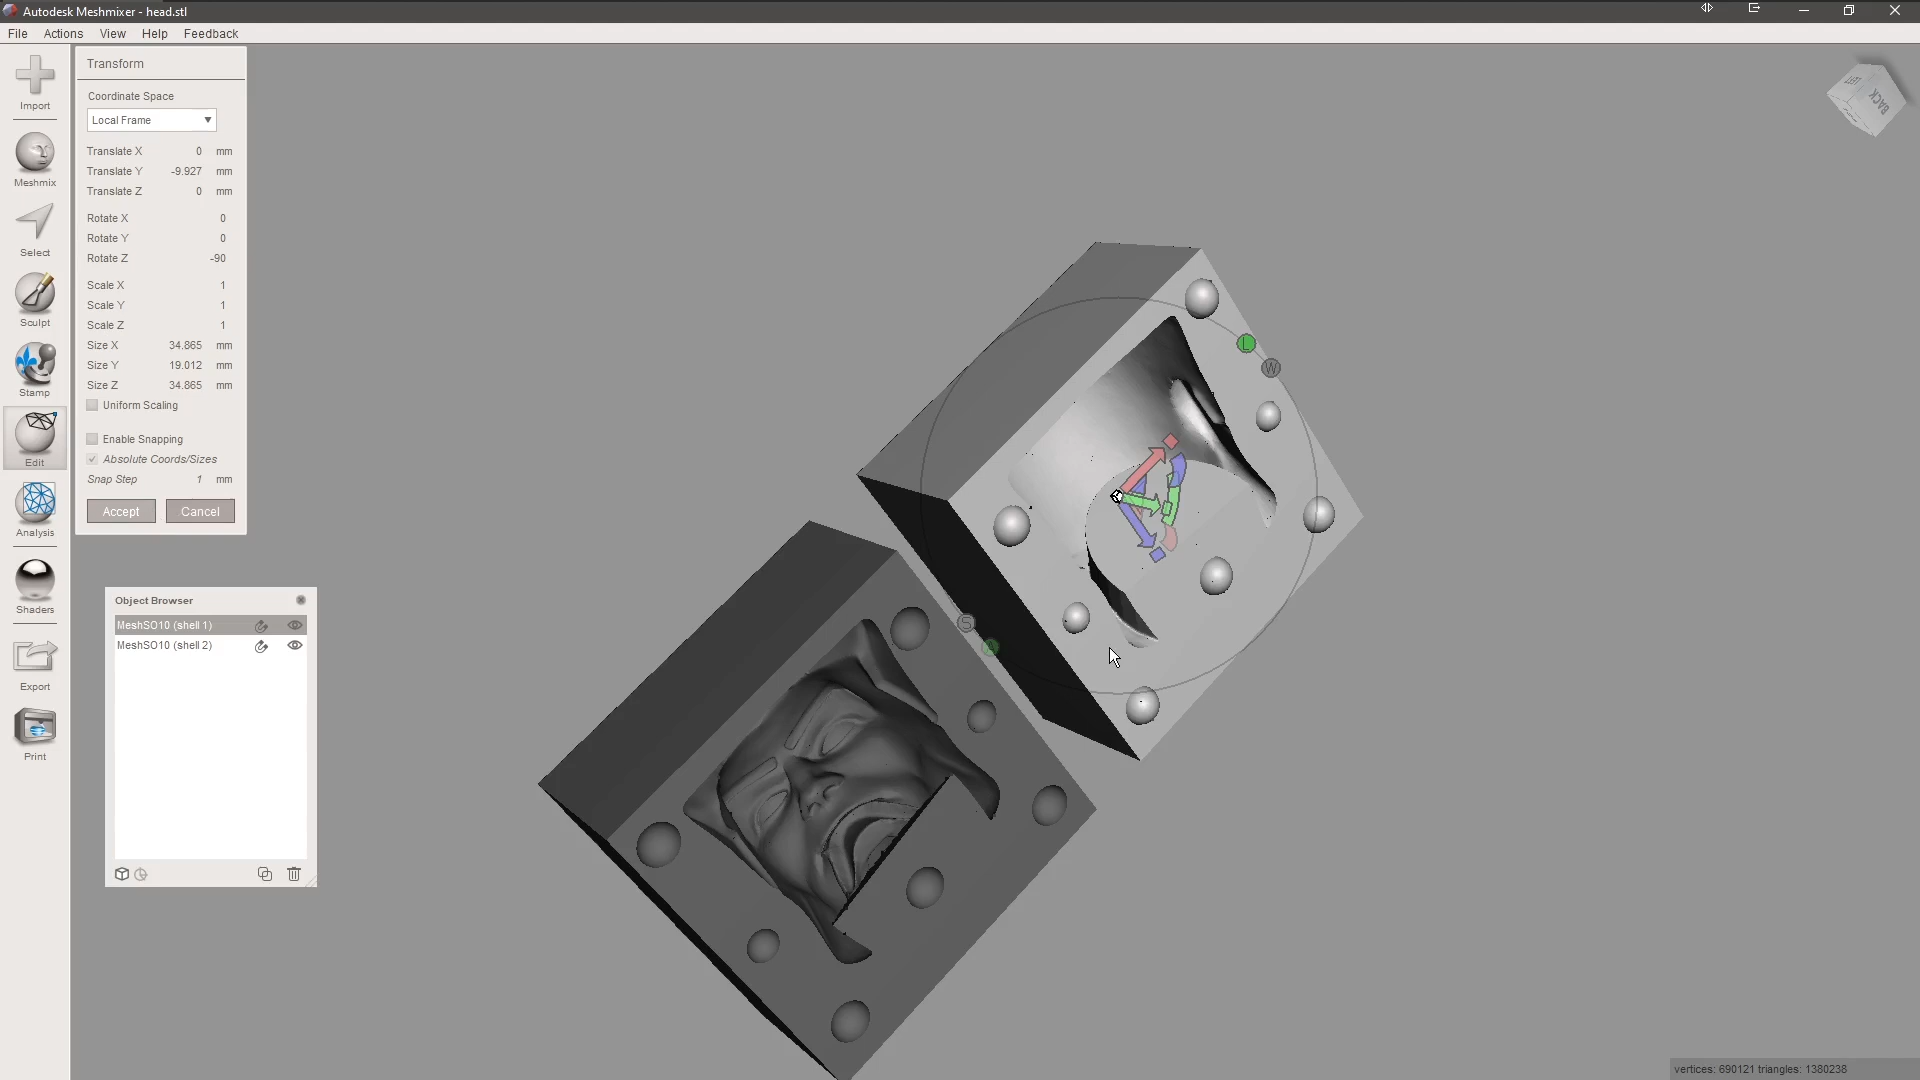 Autodesk Meshmixer - head.stl
File Actions View Help Feedback
Import
Meshmix
Select
Sculpt
Stamp
Edit
Analysis
Shaders
Export
Print
Transform
Coordinate Space
Local Frame
Translate X 0 mm
Translate Y -9.927 mm
Translate Z 0 mm
Rotate X 0
Rotate Y 0
Rotate Z -90
Scale X 1
Scale Y 1
Scale Z 1
Size X 34.865 mm
Size Y 19.012 mm
Size Z 34.865 mm
Uniform Scaling
Enable Snapping
Absolute Coords/Sizes
Snap Step 1 mm
Accept Cancel
Object Browser
MeshSO10 (shell 1)
MeshSO10 (shell 2)
L
W
S
A
LEFT
BACK
vertices: 690121 triangles: 1380238